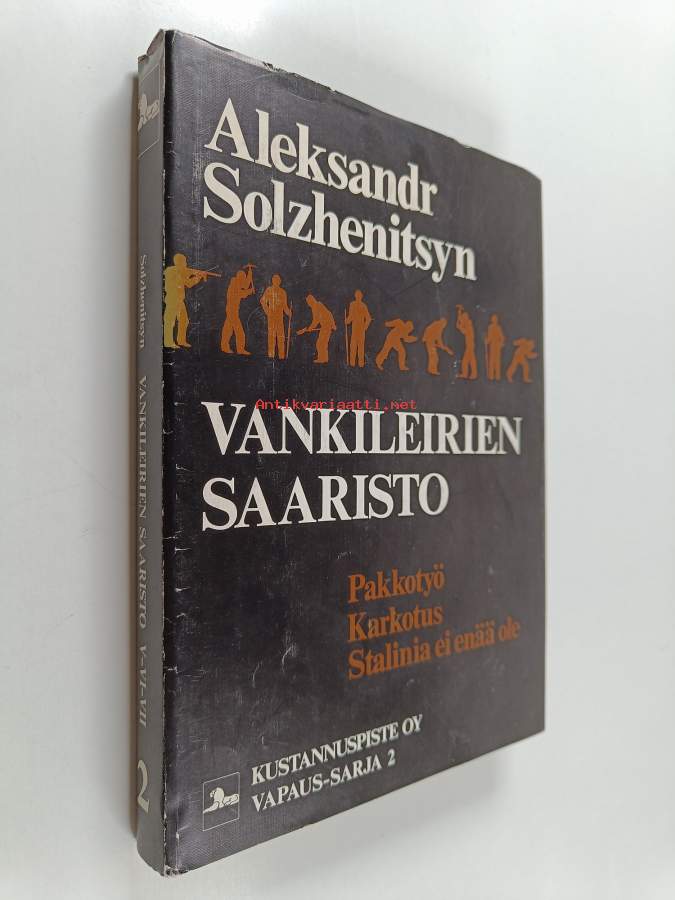 Aleksandr
Solzhenitsyn
Antikvariaatti.net
VANKILEIRIEN
SAARISTO
Pakkotyö
Karkotus
Stalinia ei enää ole
KUSTANNUSPISTE OY
VAPAUS-SARJA 2
Solzhenitsyn VANKILEIRIEN SAARISTO V-VI-VII 2